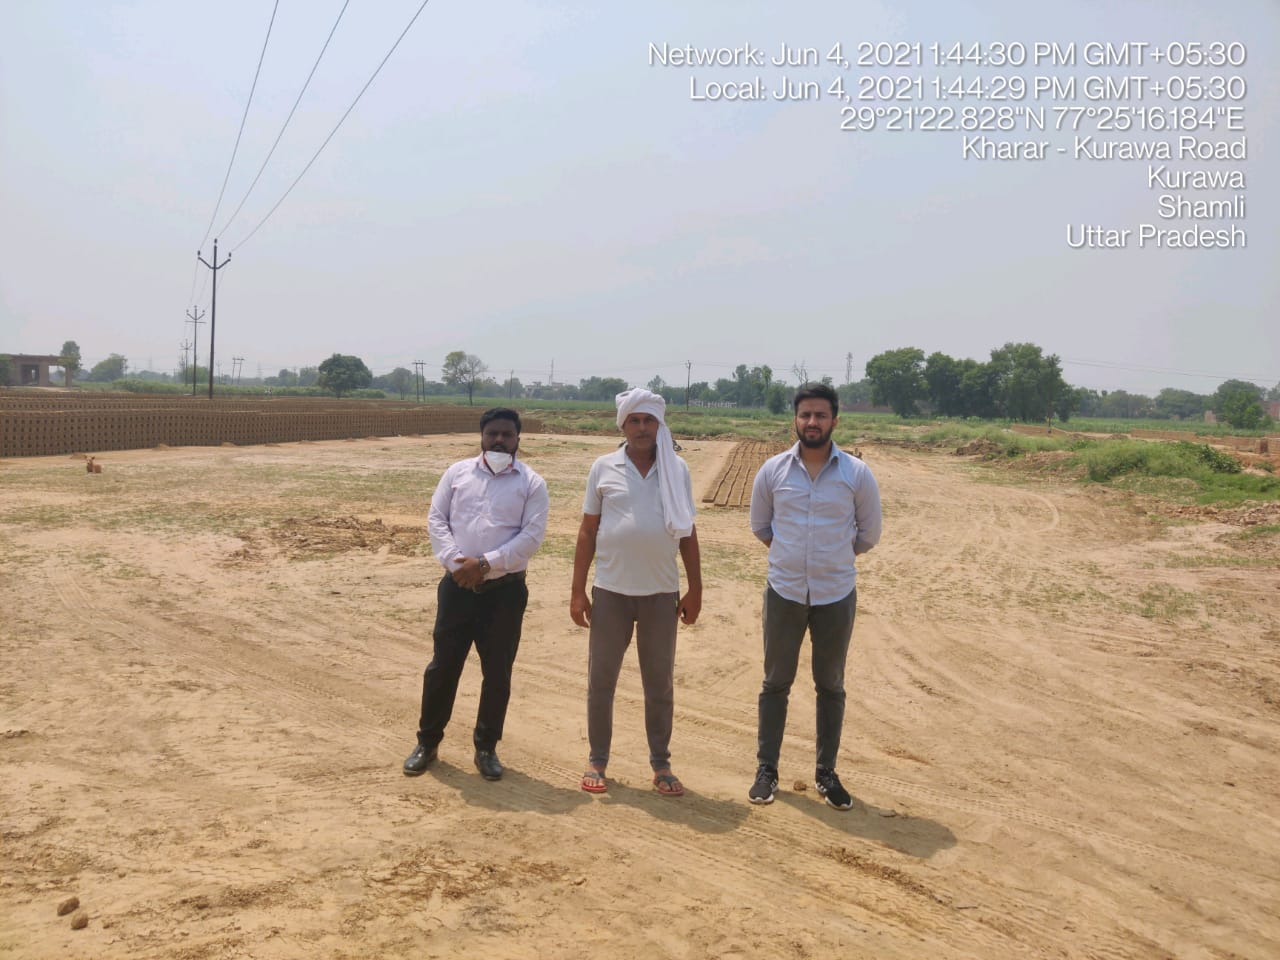 Network: Jun 4, 2021 1:44:30 PM GMT+05:30
Local: Jun 4, 2021 1:44:29 PM GMT+05:30
29°21'22.828"N 77°25'16.184"E
Kharar - Kurawa Road
Kurawa
Shamli
Uttar Pradesh